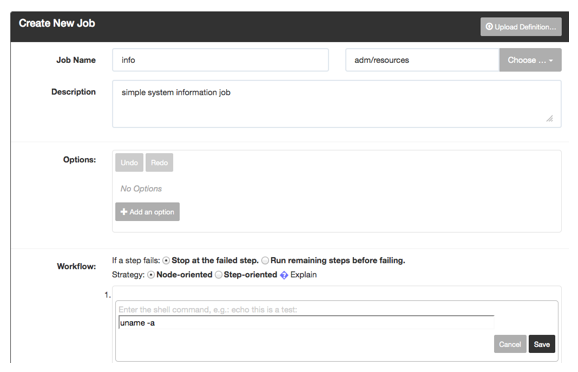 Create New Job
Upload Definition...
Job Name info adm/resources Choose ...
Description simple system information job
Options: Undo Redo
No Options
Add an option
Workflow: If a step fails: Stop at the failed step. Run remaining steps before failing.
Strategy: Node-oriented Step-oriented Explain
1.
Enter the shell command, e.g.: echo this is a test:
uname -a
Cancel Save